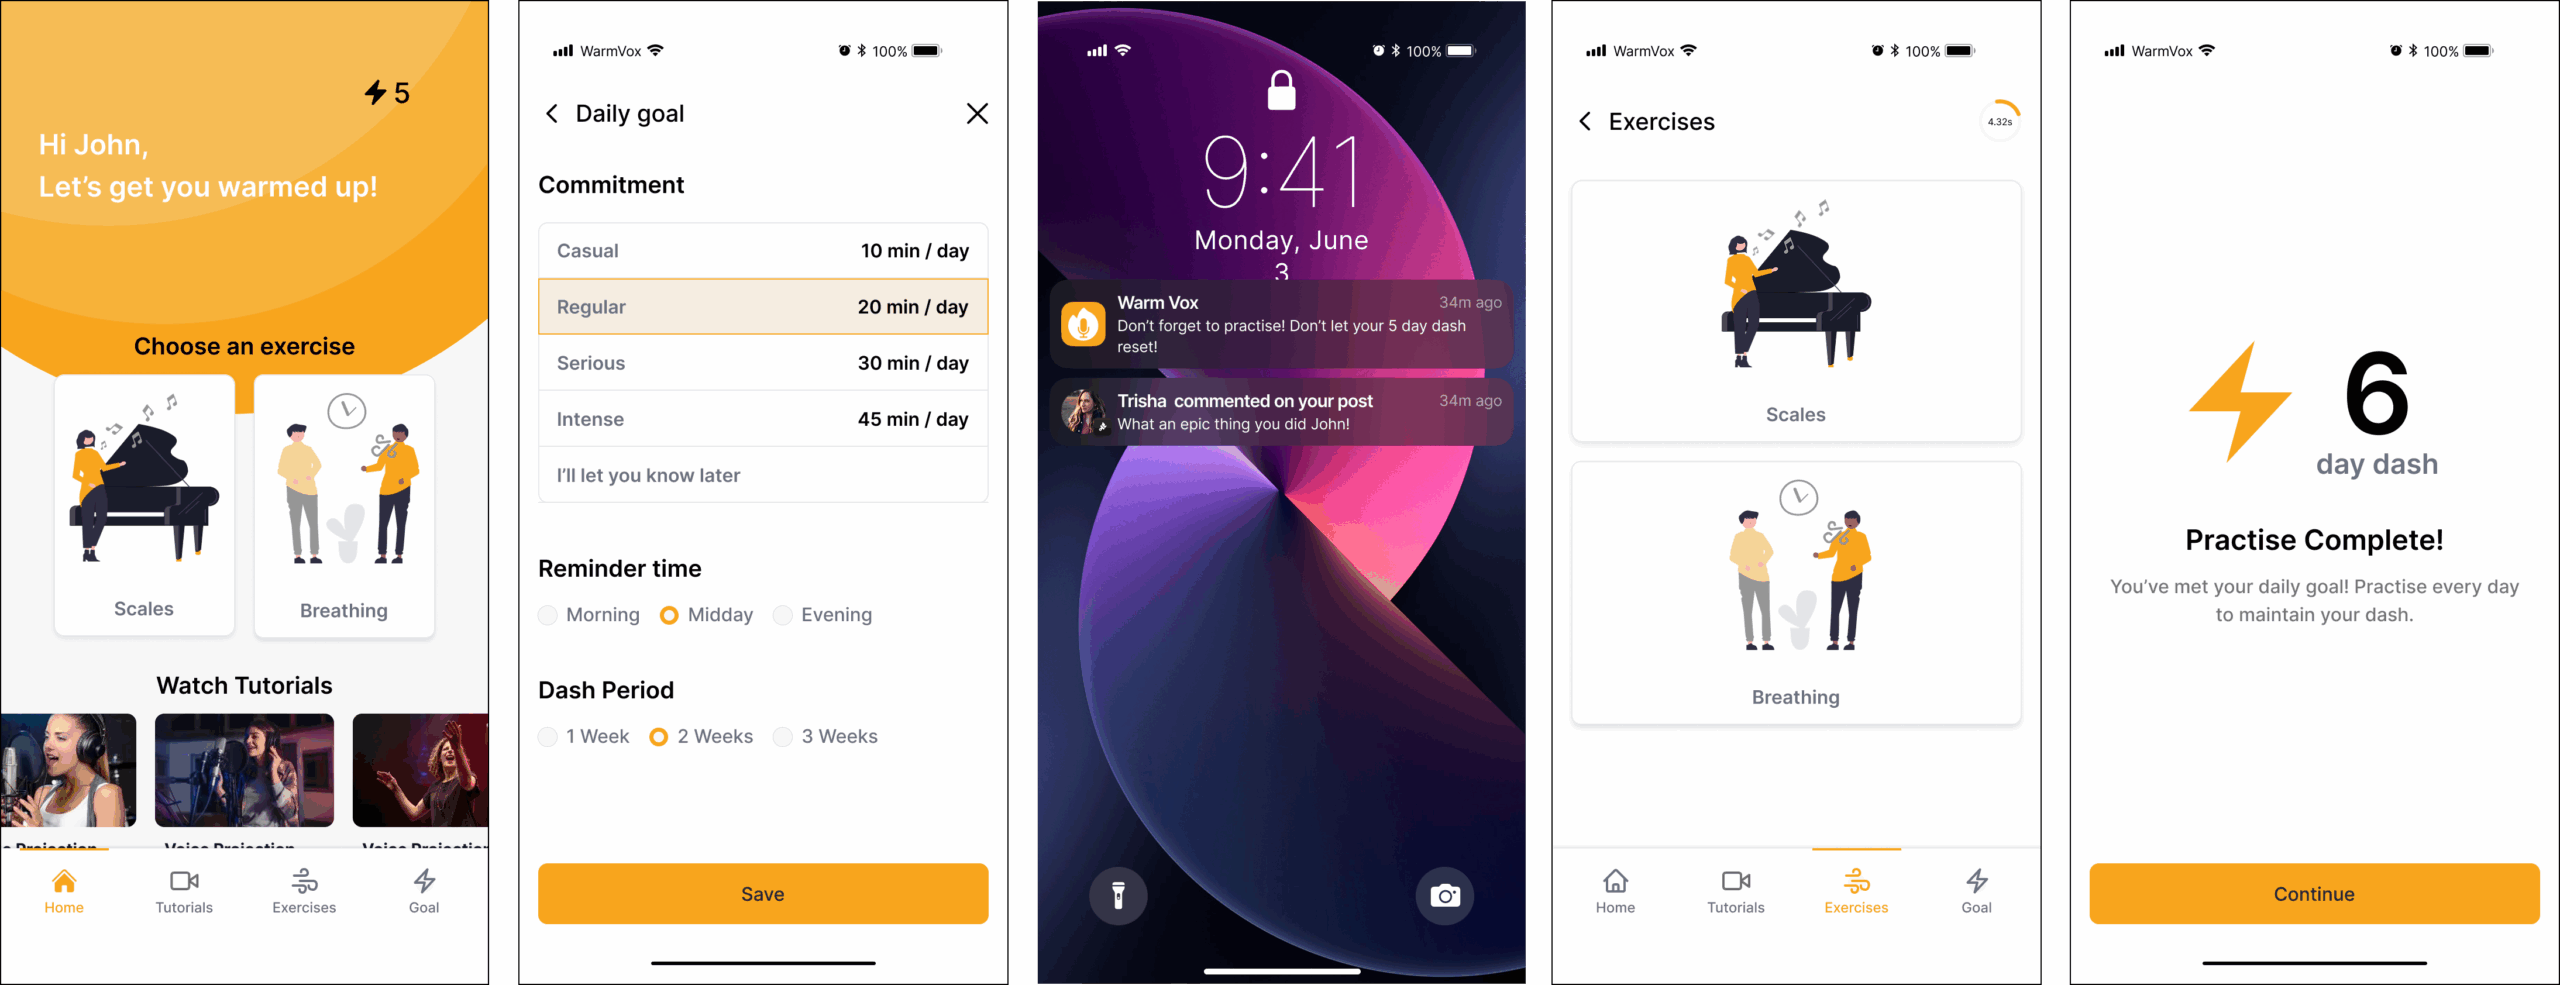 5
Hi John,
Let's get you warmed up!
Choose an exercise
Scales
Breathing
Watch Tutorials
Voice Projection
Home
Tutorials
Exercises
Goal
WarmVox
100%
Daily goal
Commitment
Casual 10 min / day
Regular 20 min / day
Serious 30 min / day
Intense 45 min / day
I'll let you know later
Reminder time
Morning Midday Evening
Dash Period
1 Week 2 Weeks 3 Weeks
Save
100%
9:41
Monday, June
3
Warm Vox 34m ago
Don't forget to practise! Don't let your 5 day dash
reset!
Trisha commented on your post 34m ago
What an epic thing you did John!
WarmVox
100%
Exercises
4.32s
Scales
Breathing
Home
Tutorials
Exercises
Goal
WarmVox
100%
6
day dash
Practise Complete!
You've met your daily goal! Practise every day
to maintain your dash.
Continue